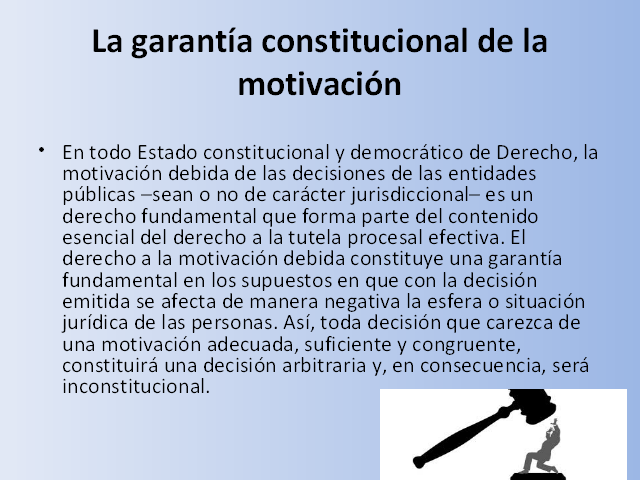 La garantía constitucional de la
motivación
• En todo Estado constitucional y democrático de Derecho, la
motivación debida de las decisiones de las entidades
públicas –sean o no de carácter jurisdiccional– es un
derecho fundamental que forma parte del contenido
esencial del derecho a la tutela procesal efectiva. El
derecho a la motivación debida constituye una garantía
fundamental en los supuestos en que con la decisión
emitida se afecta de manera negativa la esfera o situación
jurídica de las personas. Así, toda decisión que carezca de
una motivación adecuada, suficiente y congruente,
constituirá una decisión arbitraria y, en consecuencia, será
inconstitucional.